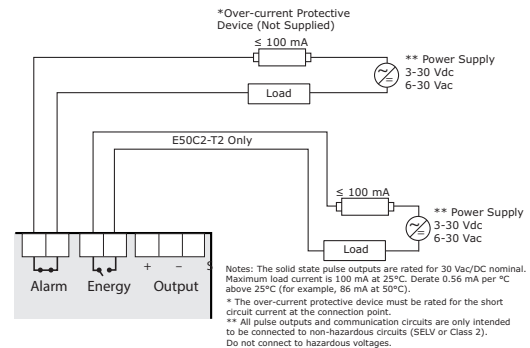 *Over-current Protective
Device (Not Supplied)
≤ 100 mA
** Power Supply
3-30 Vdc
6-30 Vac
Load
E50C2-T2 Only
≤ 100 mA
** Power Supply
3-30 Vdc
6-30 Vac
Load
+ – S
Alarm Energy Output
Notes: The solid state pulse outputs are rated for 30 Vac/DC nominal.
Maximum load current is 100 mA at 25°C. Derate 0.56 mA per °C
above 25°C (for example, 86 mA at 50°C).
* The over-current protective device must be rated for the short
circuit current at the connection point.
** All pulse outputs and communication circuits are only intended
to be connected to non-hazardous circuits (SELV or Class 2).
Do not connect to hazardous voltages.